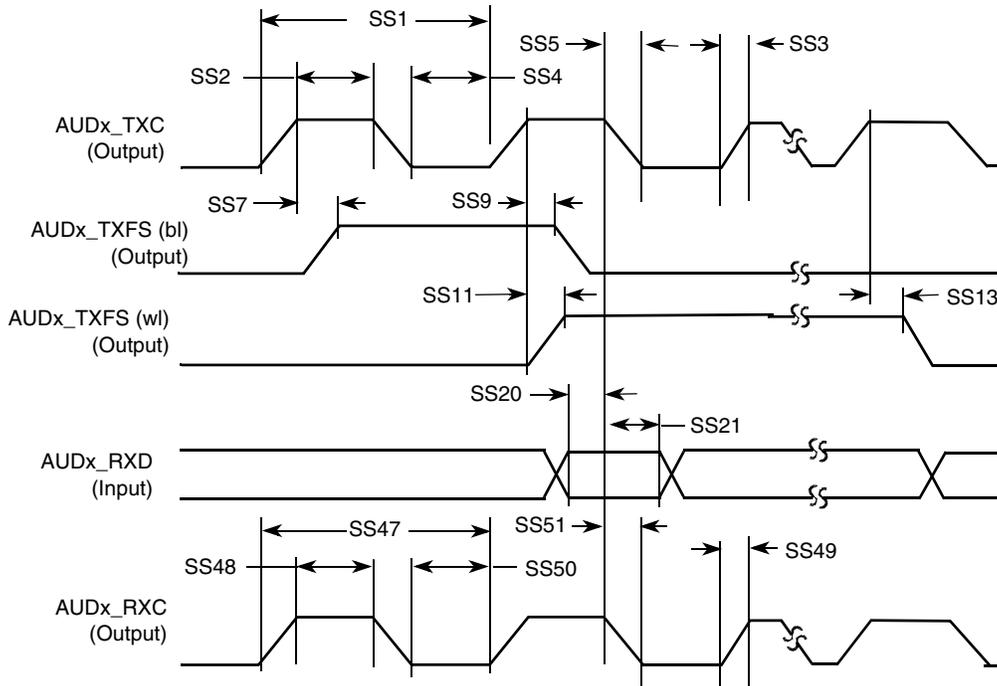 SS1
SS5
SS3
SS2
SS4
AUDx_TXC
(Output)
SS7
SS9
AUDx_TXFS (bl)
(Output)
SS11
SS13
AUDx_TXFS (wl)
(Output)
SS20
SS21
AUDx_RXD
(Input)
SS47
SS51
SS49
SS48
SS50
AUDx_RXC
(Output)